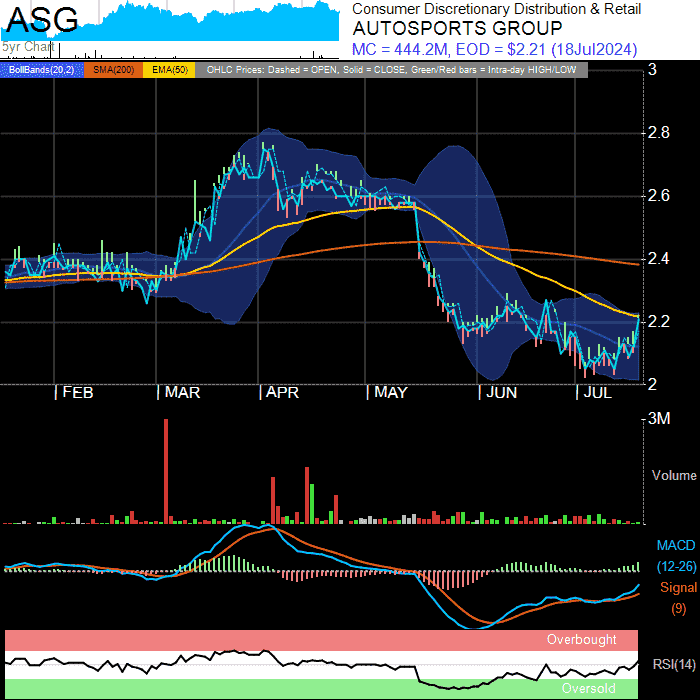 ASG
5yr Chart
Consumer Discretionary Distribution & Retail
AUTOSPORTS GROUP
MC = 444.2M, EOD = $2.21 (18Jul2024)
BollBands(20,2) SMA(200) EMA(50) OHLC Prices: Dashed = OPEN, Solid = CLOSE, Green/Red bars = Intra-day HIGH/LOW
3
2.8
2.6
2.4
2.2
2
FEB MAR APR MAY JUN JUL
3M
Volume
MACD
(12-26)
Signal
(9)
Overbought
RSI(14)
Oversold